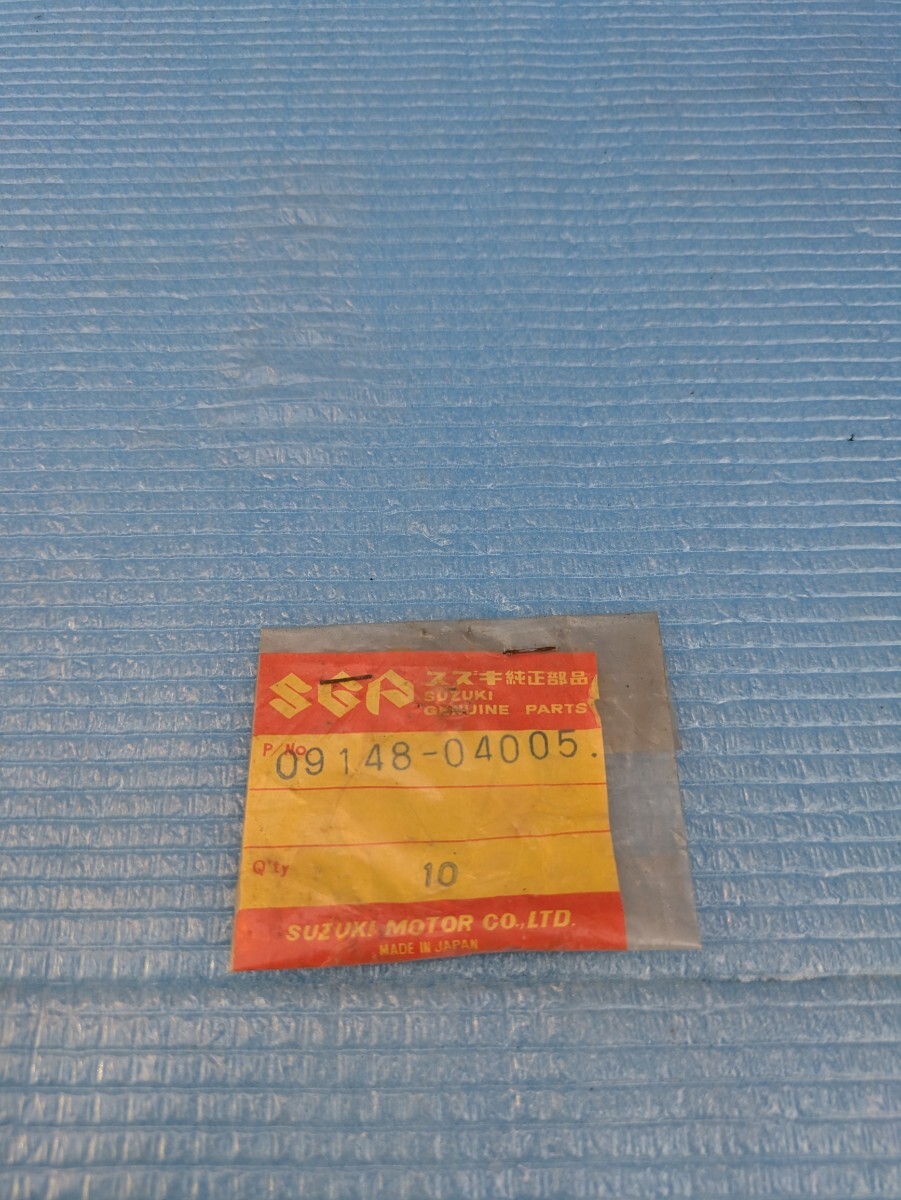 SGP スズキ純正部品
SUZUKI
GENUINE PARTS
P/No.
09148-04005.
Q'ty 10
SUZUKI MOTOR CO.,LTD.
MADE IN JAPAN